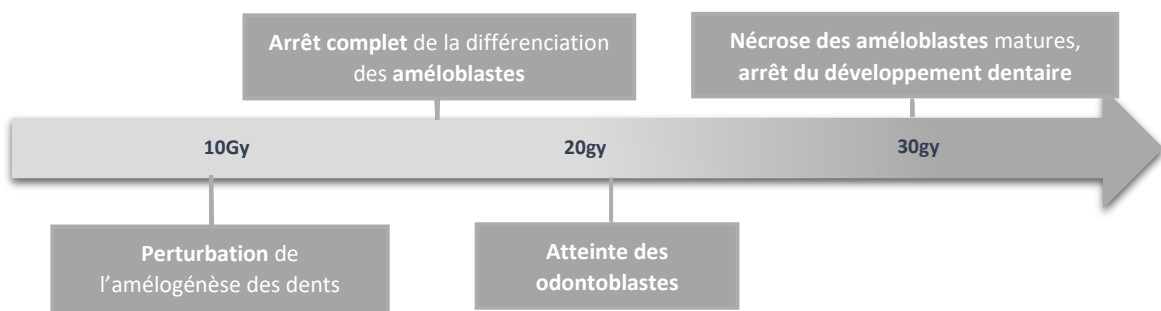 Arrêt complet de la différenciation
des améloblastes
Nécrose des améloblastes matures,
arrêt du développement dentaire
10Gy
20gy
30gy
Perturbation de
l’amélogénèse des dents
Atteinte des
odontoblastes